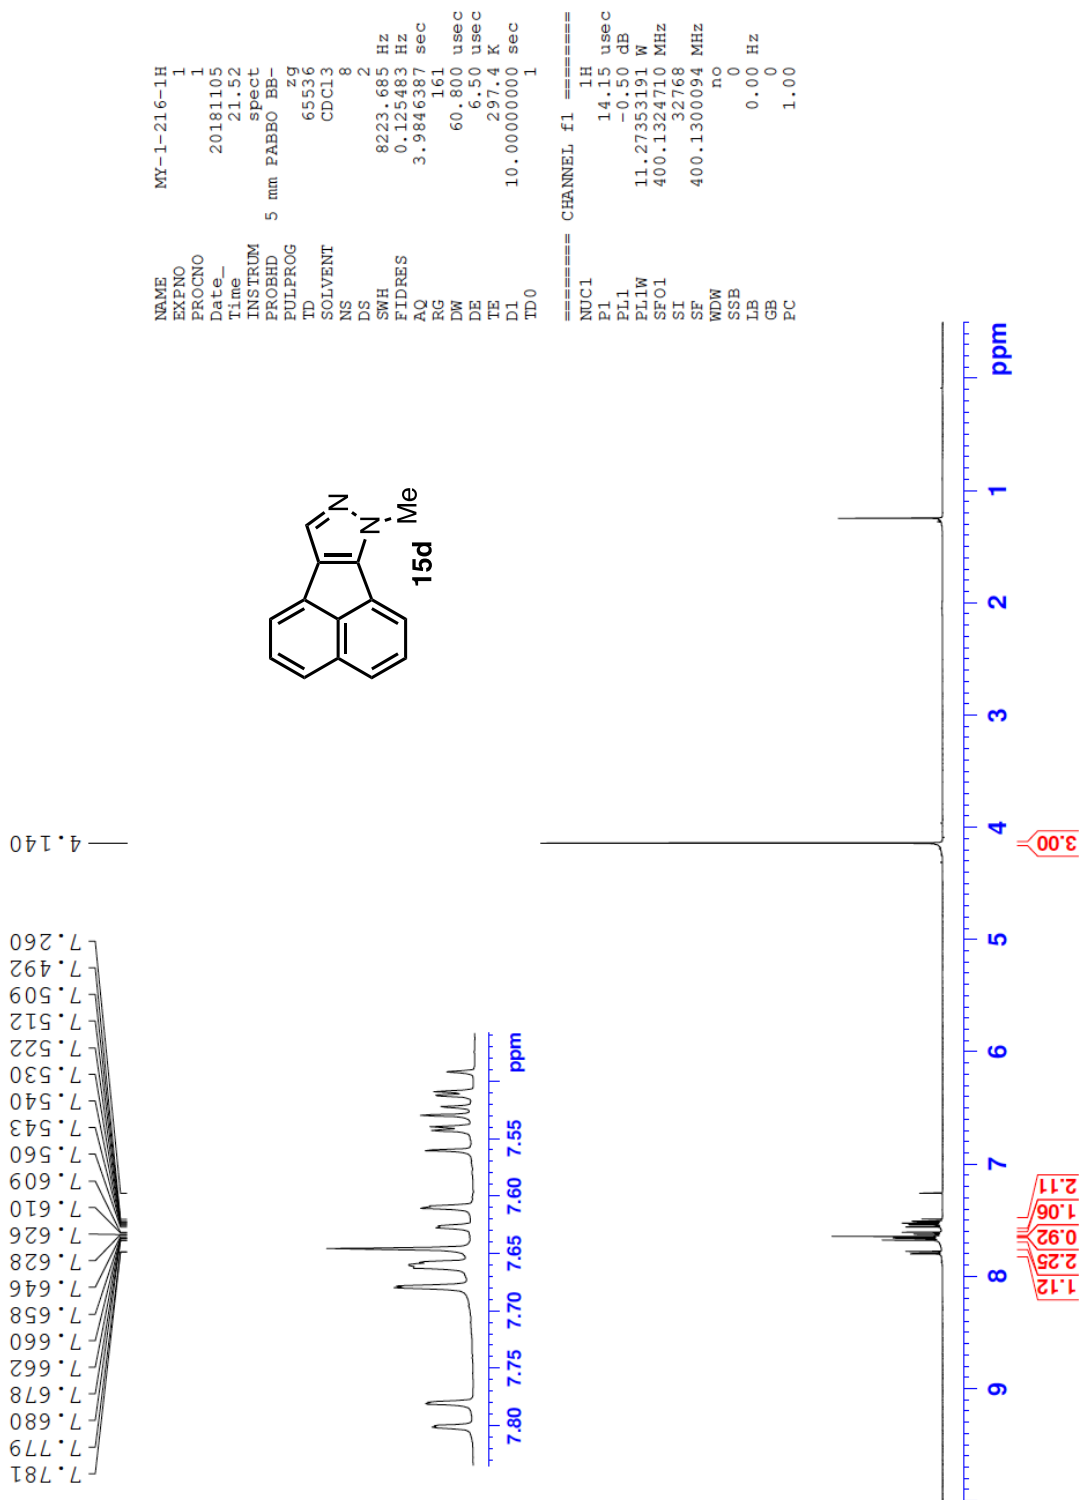 NAME MY-1-216-1H
EXPNO 1
PROCNO 1
Date_ 20181105
Time 21.52
INSTRUM spect
PROBHD 5 mm PABBO BB-
PULPROG zg
TD 65536
SOLVENT CDCl3
NS 8
DS 2
SWH 8223.685 Hz
FIDRES 0.125483 Hz
AQ 3.9846387 sec
RG 161
DW 60.800 usec
DE 6.50 usec
TE 297.4 K
D1 10.00000000 sec
TD0 1
======== CHANNEL f1 ========
NUC1 1H
P1 14.15 usec
PL1 -0.50 dB
PL1W 11.27353191 W
SFO1 400.1324710 MHz
SI 32768
SF 400.1300094 MHz
WDW no
SSB 0
LB 0.00 Hz
GB 0
PC 1.00
7.781
7.779
7.680
7.678
7.662
7.660
7.658
7.646
7.628
7.626
7.610
7.609
7.560
7.543
7.540
7.530
7.522
7.512
7.509
7.492
7.260
4.140
N
N
Me
15d
7.80 7.75 7.70 7.65 7.60 7.55 ppm
9 8 7 6 5 4 3 2 1 ppm
1.12
2.25
0.92
1.06
2.11
3.00